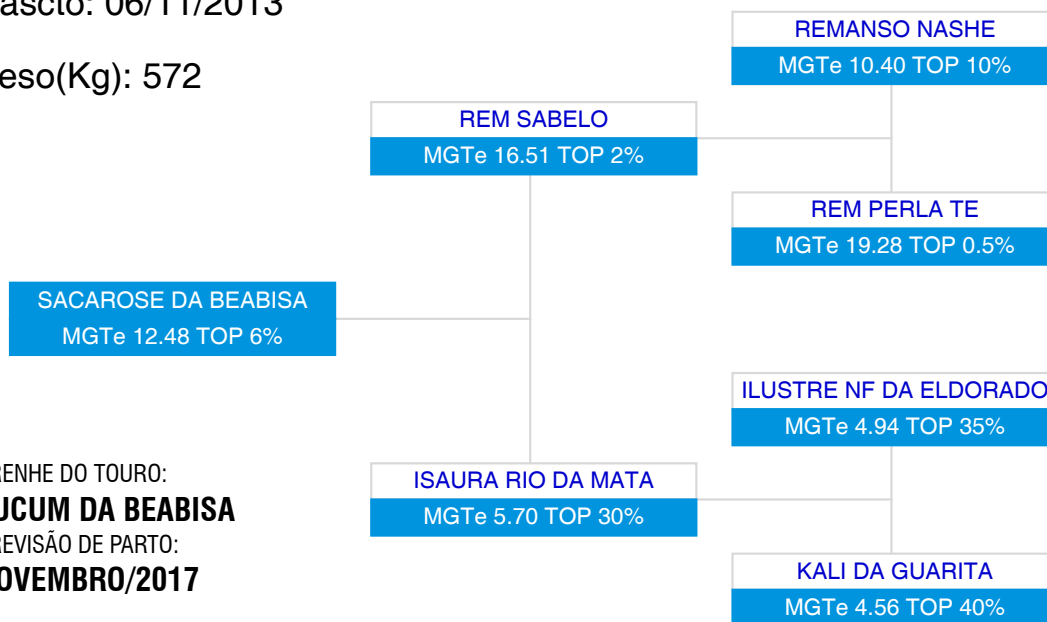 ascto: 06/11/2013
eso(Kg): 572
REMANSO NASHE
MGTe 10.40 TOP 10%
REM SABELO
MGTe 16.51 TOP 2%
REM PERLA TE
MGTe 19.28 TOP 0.5%
SACAROSE DA BEABISA
MGTe 12.48 TOP 6%
ILUSTRE NF DA ELDORADO
MGTe 4.94 TOP 35%
ISAURA RIO DA MATA
MGTe 5.70 TOP 30%
KALI DA GUARITA
MGTe 4.56 TOP 40%
RENHE DO TOURO:
UCUM DA BEABISA
REVISÃO DE PARTO:
OVEMBRO/2017